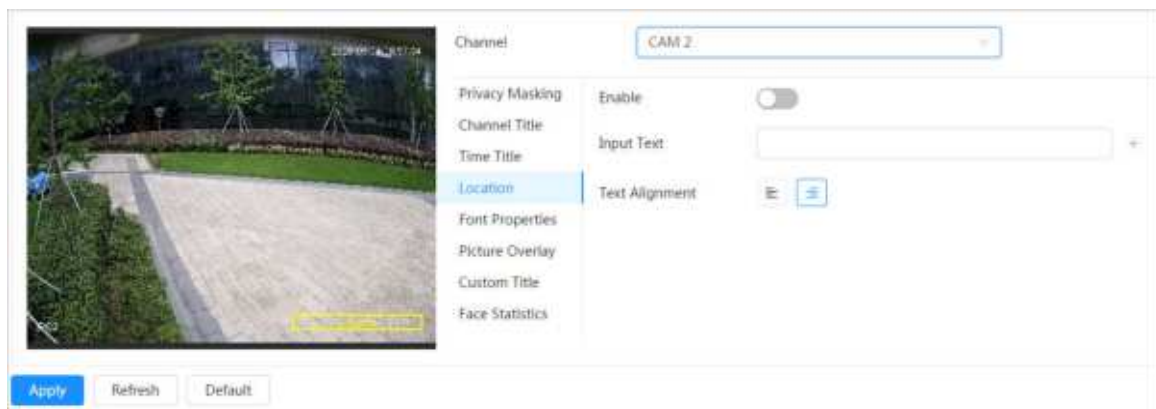 Channel
CAM 2
Privacy Masking
Channel Title
Time Title
Location
Font Properties
Picture Overlay
Custom Title
Face Statistics
Enable
Input Text
+
Text Alignment
Apply
Refresh
Default